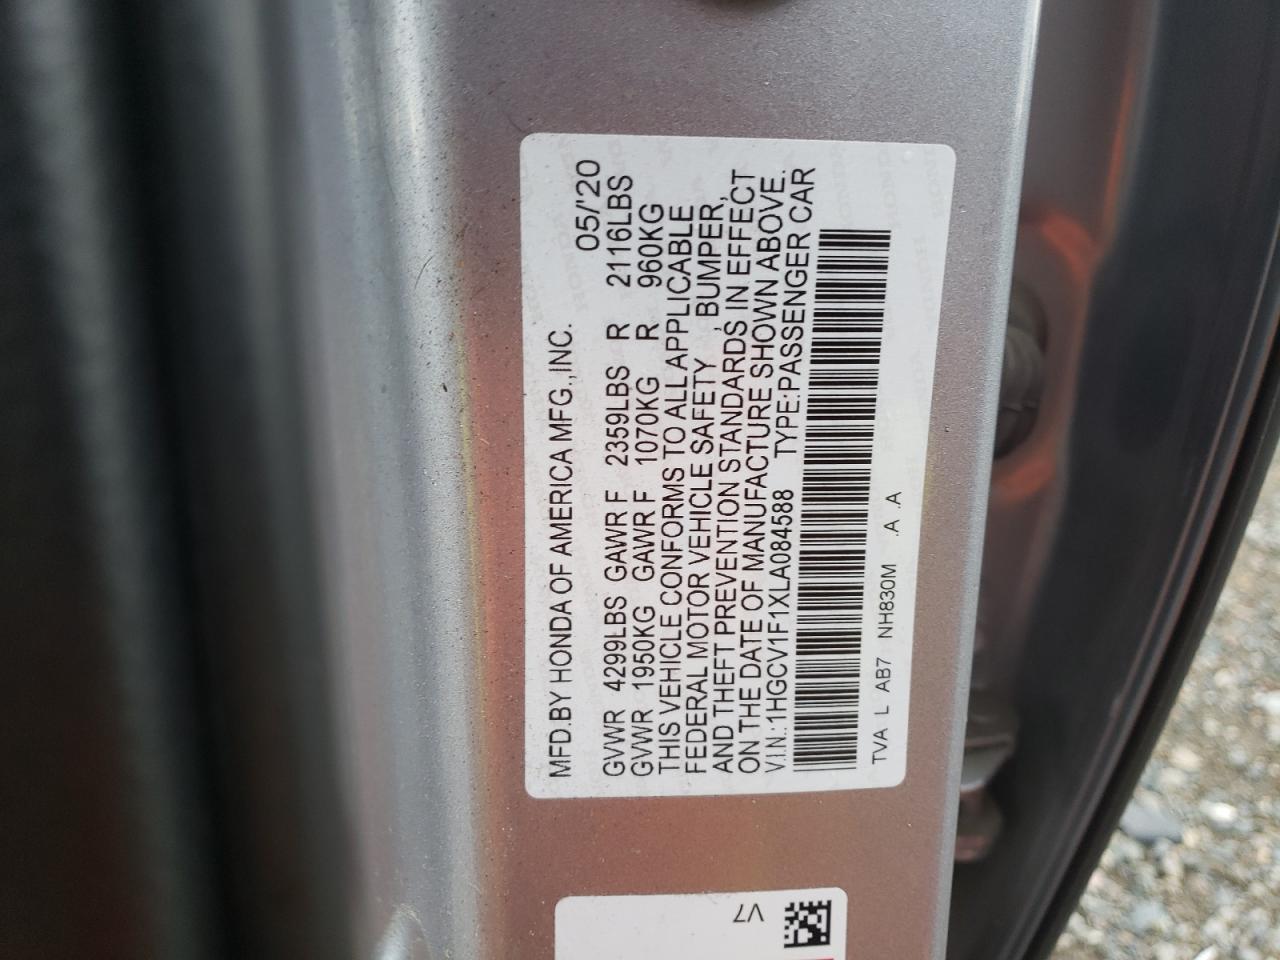 MFD.BY HONDA OF AMERICA MFG.,INC. 05/'20
GVWR 4299LBS GAWR F 2359LBS R 2116LBS
GVWR 1950KG GAWR F 1070KG R 960KG
THIS VEHICLE CONFORMS TO ALL APPLICABLE
FEDERAL MOTOR VEHICLE SAFETY , BUMPER,
AND THEFT PREVENTION STANDARDS IN EFFECT
ON THE DATE OF MANUFACTURE SHOWN ABOVE.
V.I.N.:1HGCV1F1XLA084588 TYPE:PASSENGER CAR
TVA L AB7 NH830M .A .A
V7